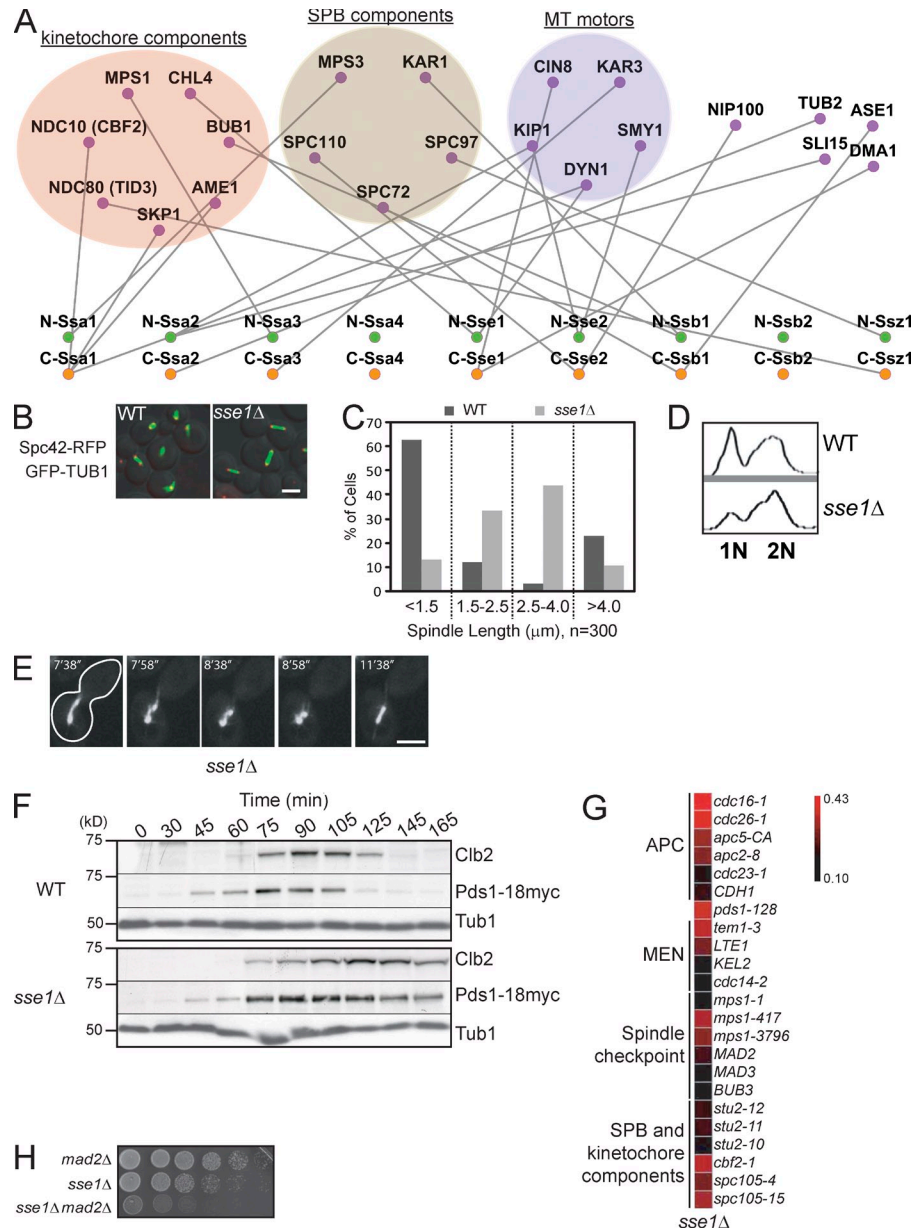 A
kinetochore components
SPB components
MT motors
MPS1 CHL4
NDC10 (CBF2) BUB1
NDC80 (TID3) AME1
SKP1
MPS3 KAR1
SPC110 SPC97
SPC72
CIN8 KAR3
KIP1 SMY1
DYN1
NIP100 TUB2 ASE1
SLI15 DMA1
N-Ssa1 N-Ssa2 N-Ssa3 N-Ssa4 N-Sse1 N-Sse2 N-Ssb1 N-Ssb2 N-Ssz1
C-Ssa1 C-Ssa2 C-Ssa3 C-Ssa4 C-Sse1 C-Sse2 C-Ssb1 C-Ssb2 C-Ssz1
B
WT sse1Δ
Spc42-RFP
GFP-TUB1
C
WT sse1Δ
% of Cells
70
60
50
40
30
20
10
0
<1.5 1.5-2.5 2.5-4.0 >4.0
Spindle Length (μm), n=300
D
WT
sse1Δ
1N 2N
E
7'38" 7'58" 8'38" 8'58" 11'38"
sse1Δ
F
Time (min)
(kD) 0 30 45 60 75 90 105 125 145 165
WT
75 Clb2
75 Pds1-18myc
50 Tub1
sse1Δ
75 Clb2
75 Pds1-18myc
50 Tub1
G
0.43
0.10
APC
cdc16-1
cdc26-1
apc5-CA
apc2-8
cdc23-1
CDH1
pds1-128
MEN
tem1-3
LTE1
KEL2
cdc14-2
Spindle
checkpoint
mps1-1
mps1-417
mps1-3796
MAD2
MAD3
BUB3
SPB and
kinetochore
components
stu2-12
stu2-11
stu2-10
cbf2-1
spc105-4
spc105-15
sse1Δ
H
mad2Δ
sse1Δ
sse1Δ mad2Δ